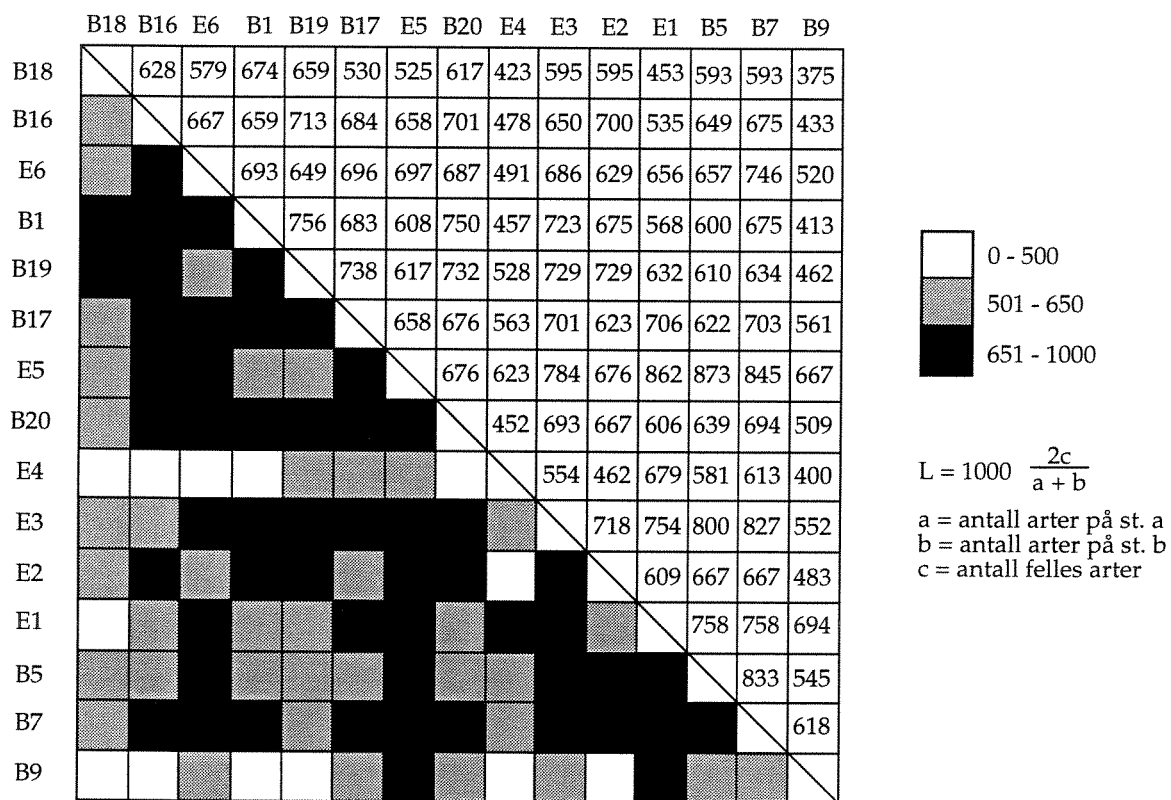 B18 B16 E6 B1 B19 B17 E5 B20 E4 E3 E2 E1 B5 B7 B9
B18 628 579 674 659 530 525 617 423 595 595 453 593 593 375
B16 667 659 713 684 658 701 478 650 700 535 649 675 433
E6 693 649 696 697 687 491 686 629 656 657 746 520
B1 756 683 608 750 457 723 675 568 600 675 413
B19 738 617 732 528 729 729 632 610 634 462
B17 658 676 563 701 623 706 622 703 561
E5 676 623 784 676 862 873 845 667
B20 452 693 667 606 639 694 509
E4 554 462 679 581 613 400
E3 718 754 800 827 552
E2 609 667 667 483
E1 758 758 694
B5 833 545
B7 618
B9
0 - 500
501 - 650
651 - 1000
L = 1000 2c / a + b
a = antall arter på st. a
b = antall arter på st. b
c = antall felles arter